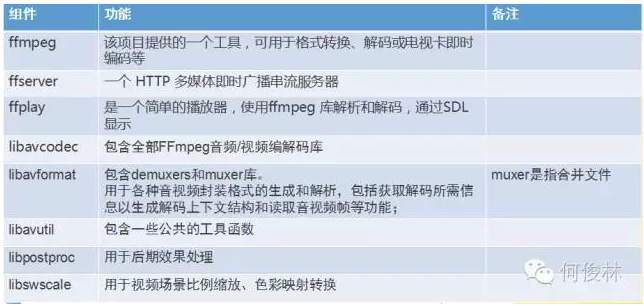 组件 功能 备注
ffmpeg 该项目提供的一个工具，可用于格式转换、解码或电视卡即时
编码等
ffserver 一个 HTTP 多媒体即时广播串流服务器
ffplay 是一个简单的播放器，使用ffmpeg 库解析和解码，通过SDL
显示
libavcodec 包含全部FFmpeg音频/视频编解码库
libavformat 包含demuxers和muxer库。 muxer是指合并文件
用于各种音视频封装格式的生成和解析，包括获取解码所需信
息以生成解码上下文结构和读取音视频帧等功能；
libavutil 包含一些公共的工具函数
libpostproc 用于后期效果处理
libswscale 用于视频场景比例缩放、色彩映射转换
何俊林